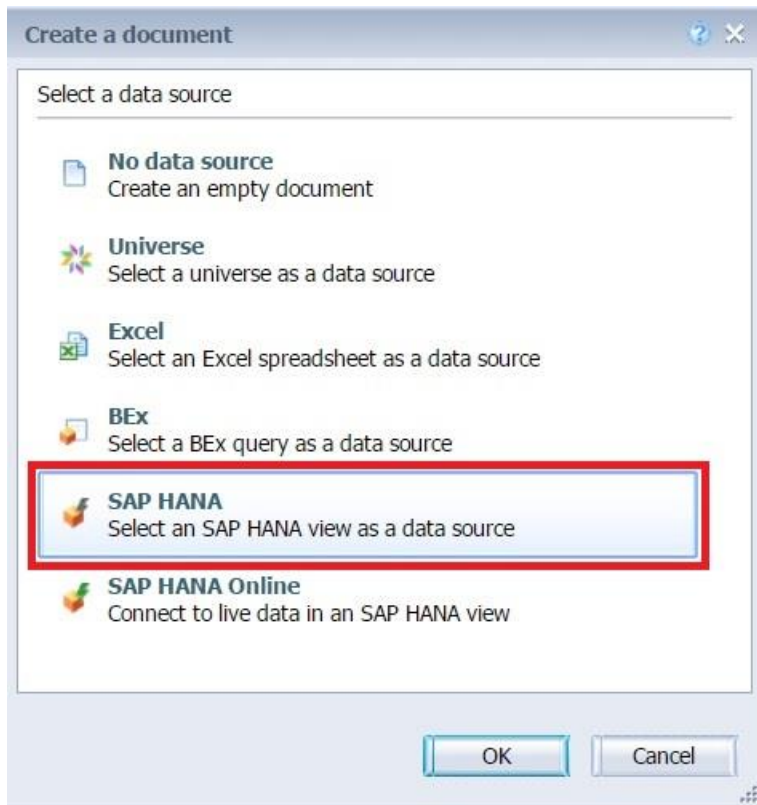 Create a document
Select a data source
No data source
Create an empty document
Universe
Select a universe as a data source
Excel
Select an Excel spreadsheet as a data source
BEx
Select a BEx query as a data source
SAP HANA
Select an SAP HANA view as a data source
SAP HANA Online
Connect to live data in an SAP HANA view
OK Cancel